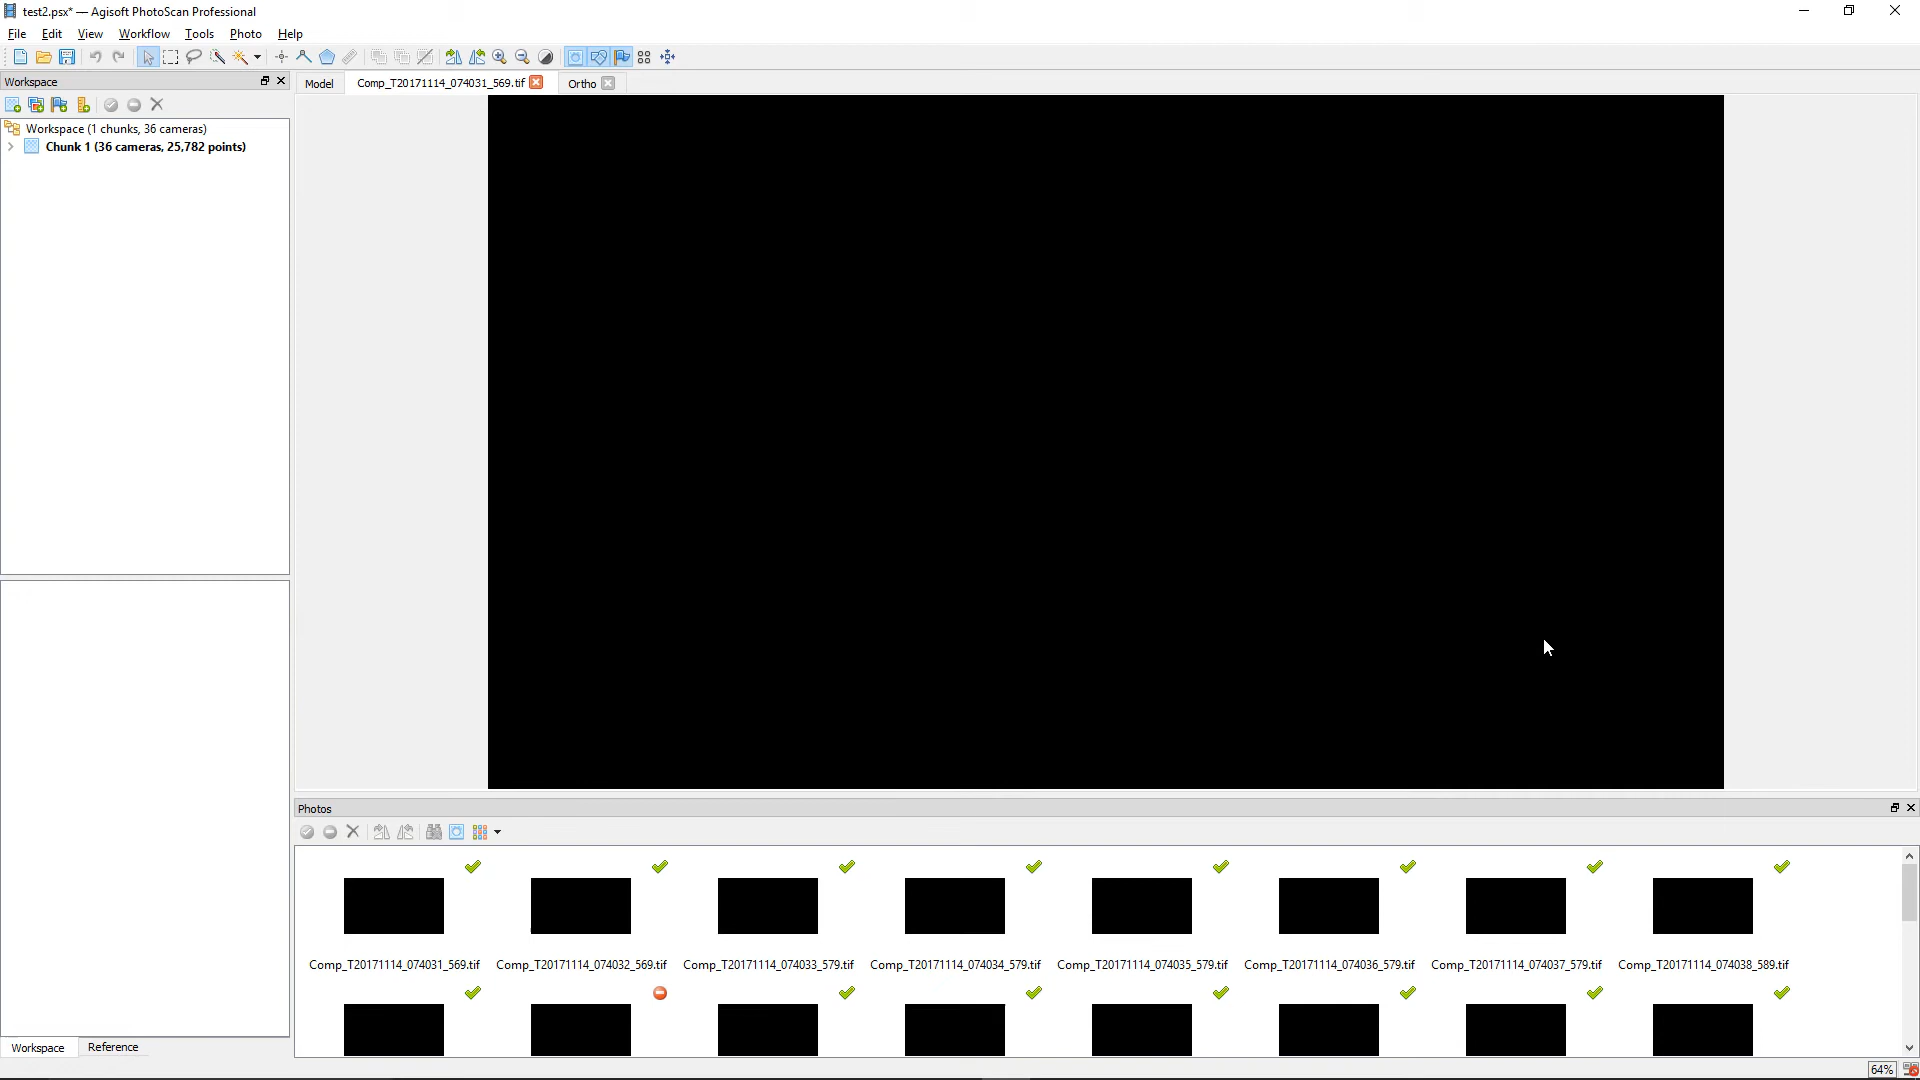 test2.psx* — Agisoft PhotoScan Professional
File Edit View Workflow Tools Photo Help
Workspace
Model Comp_T20171114_074031_569.tif Ortho
Workspace (1 chunks, 36 cameras)
Chunk 1 (36 cameras, 25,782 points)
Photos
Comp_T20171114_074031_569.tif Comp_T20171114_074032_569.tif Comp_T20171114_074033_579.tif Comp_T20171114_074034_579.tif Comp_T20171114_074035_579.tif Comp_T20171114_074036_579.tif Comp_T20171114_074037_579.tif Comp_T20171114_074038_589.tif
Workspace Reference
64%